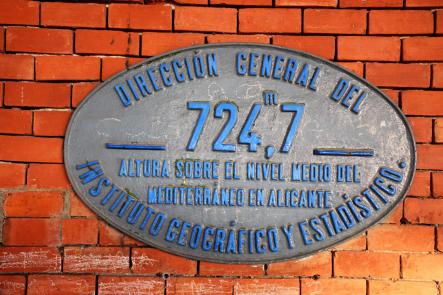 DIRECCIÓN GENERAL DEL
724,7 m
ALTURA SOBRE EL NIVEL MEDIO DEL
MEDITERRÁNEO EN ALICANTE
INSTITUTO GEOGRÁFICO Y ESTADÍSTICO.